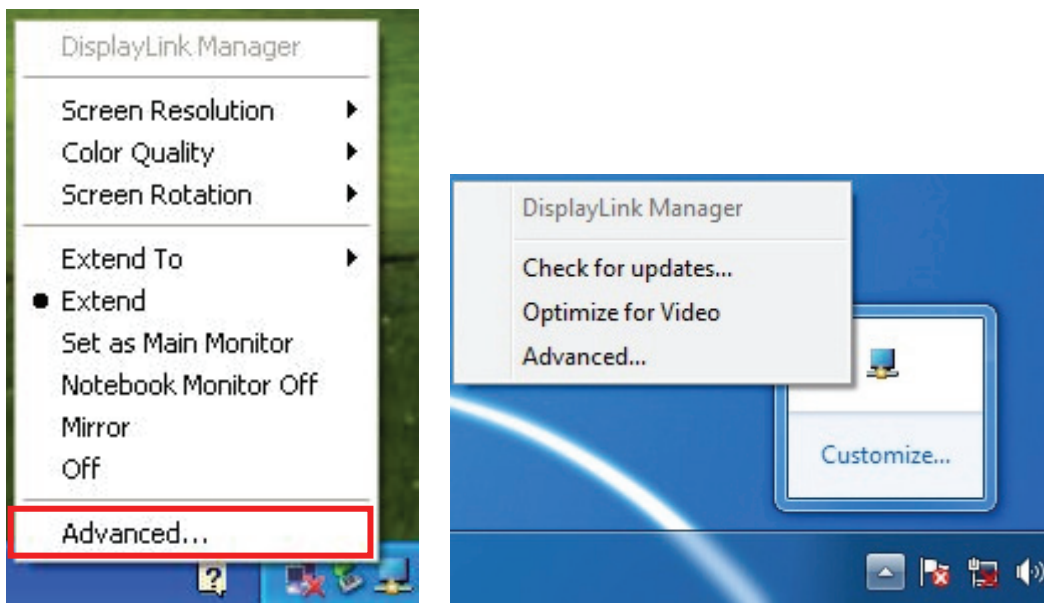 DisplayLink Manager
Screen Resolution
Color Quality
Screen Rotation
Extend To
Extend
Set as Main Monitor
Notebook Monitor Off
Mirror
Off
Advanced...
?
DisplayLink Manager
Check for updates...
Optimize for Video
Advanced...
Customize...